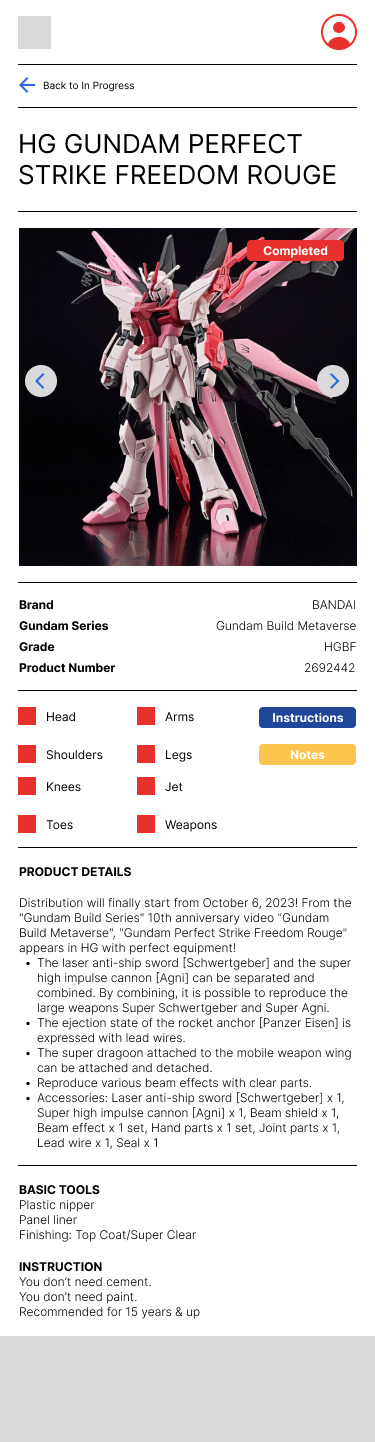 Back to In Progress
HG GUNDAM PERFECT
STRIKE FREEDOM ROUGE
Completed
Brand BANDAI
Gundam Series Gundam Build Metaverse
Grade HGBF
Product Number 2692442
Head Arms Instructions
Shoulders Legs Notes
Knees Jet
Toes Weapons
PRODUCT DETAILS
Distribution will finally start from October 6, 2023! From the
"Gundam Build Series" 10th anniversary video "Gundam
Build Metaverse", "Gundam Perfect Strike Freedom Rouge"
appears in HG with perfect equipment!
• The laser anti-ship sword [Schwertgeber] and the super
high impulse cannon [Agni] can be separated and
combined. By combining, it is possible to reproduce the
large weapons Super Schwertgeber and Super Agni.
• The ejection state of the rocket anchor [Panzer Eisen] is
expressed with lead wires.
• The super dragoon attached to the mobile weapon wing
can be attached and detached.
• Reproduce various beam effects with clear parts.
• Accessories: Laser anti-ship sword [Schwertgeber] x 1,
Super high impulse cannon [Agni] x 1, Beam shield x 1,
Beam effect x 1 set, Hand parts x 1 set, Joint parts x 1,
Lead wire x 1, Seal x 1
BASIC TOOLS
Plastic nipper
Panel liner
Finishing: Top Coat/Super Clear
INSTRUCTION
You don't need cement.
You don't need paint.
Recommended for 15 years & up